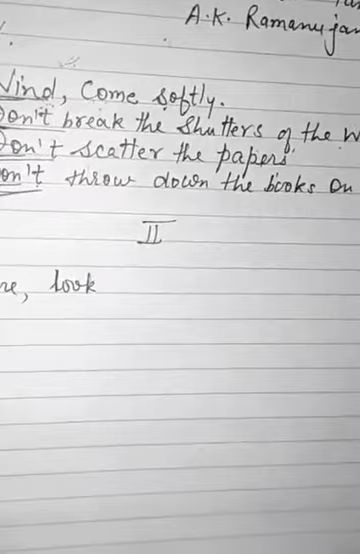 A.K. Ramanujan
Wind, Come softly.
Don't break the Shutters of the
Don't scatter the papers.
Don't throw down the books on
II
look